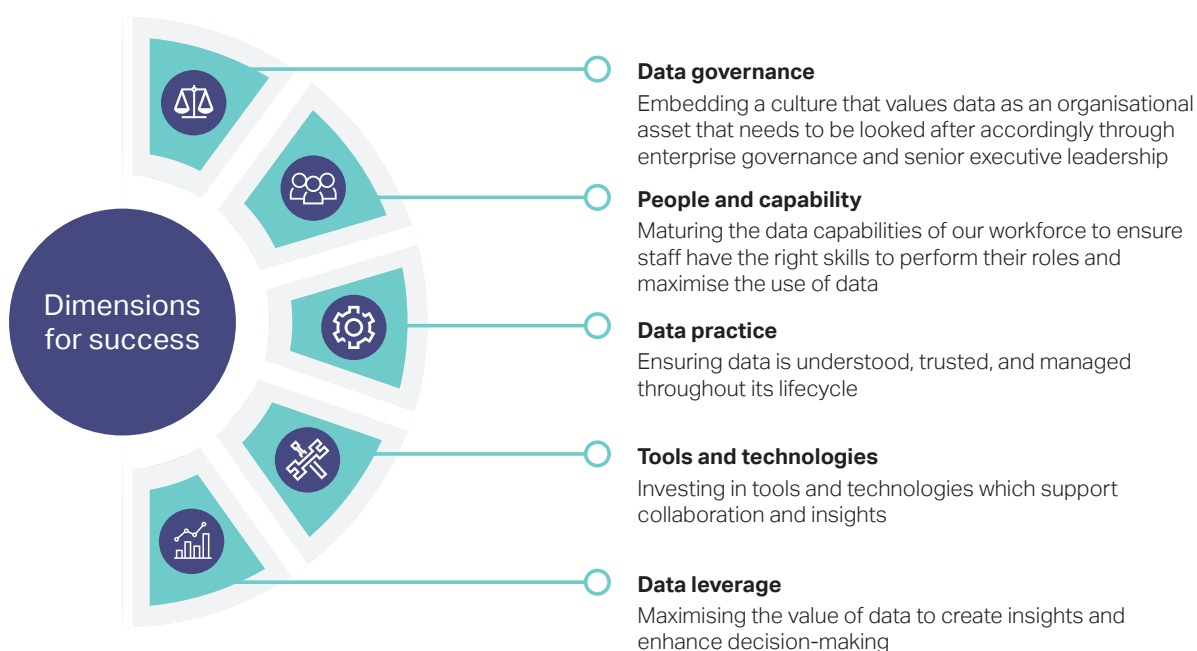 Dimensions
for success
Data governance
Embedding a culture that values data as an organisational
asset that needs to be looked after accordingly through
enterprise governance and senior executive leadership
People and capability
Maturing the data capabilities of our workforce to ensure
staff have the right skills to perform their roles and
maximise the use of data
Data practice
Ensuring data is understood, trusted, and managed
throughout its lifecycle
Tools and technologies
Investing in tools and technologies which support
collaboration and insights
Data leverage
Maximising the value of data to create insights and
enhance decision-making